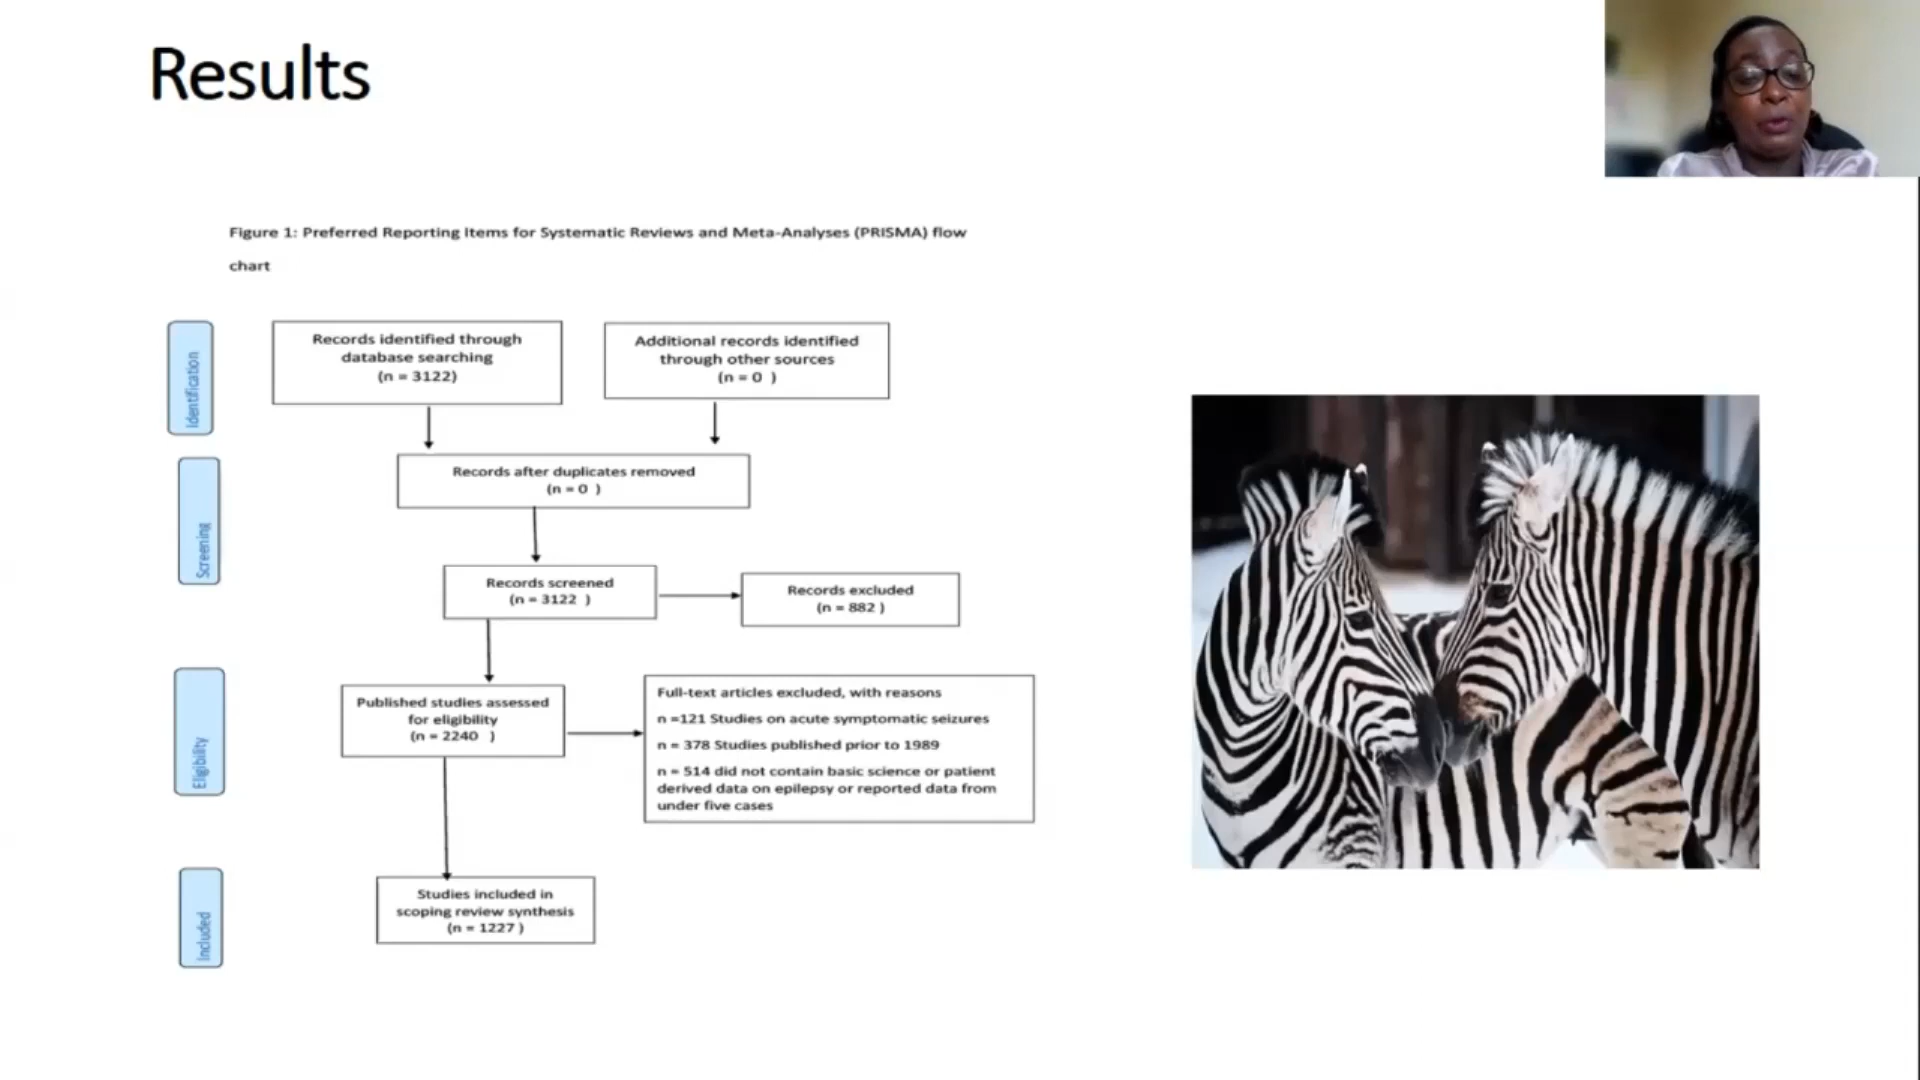 Results
Figure 1: Preferred Reporting Items for Systematic Reviews and Meta-Analyses (PRISMA) flow
chart
Identification
Records identified through
database searching
(n = 3122)
Additional records identified
through other sources
(n = 0 )
Screening
Records after duplicates removed
(n = 0 )
Records screened
(n = 3122 )
Records excluded
(n = 882 )
Eligibility
Published studies assessed
for eligibility
(n = 2240 )
Full-text articles excluded, with reasons
n =121 Studies on acute symptomatic seizures
n = 378 Studies published prior to 1989
n = 514 did not contain basic science or patient
derived data on epilepsy or reported data from
under five cases
Included
Studies included in
scoping review synthesis
(n = 1227 )